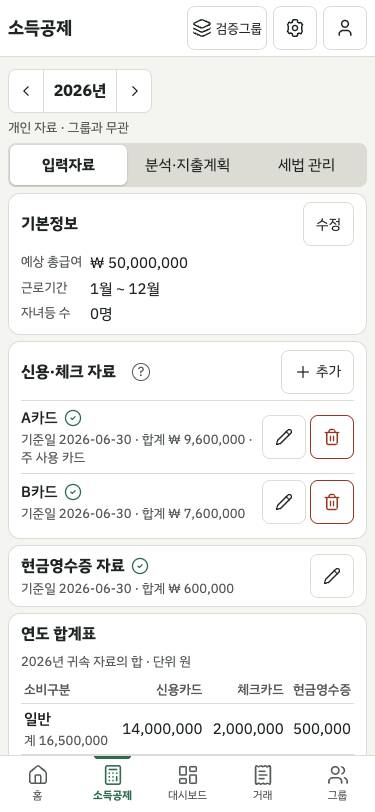 소득공제
검증그룹
2026년
개인 자료 · 그룹과 무관
입력자료 분석·지출계획 세법 관리
기본정보
수정
예상 총급여 ₩ 50,000,000
근로기간 1월 ~ 12월
자녀등 수 0명
신용·체크 자료 ?
추가
A카드
기준일 2026-06-30 · 합계 ₩ 9,600,000 ·
주 사용 카드
B카드
기준일 2026-06-30 · 합계 ₩ 7,600,000
현금영수증 자료
기준일 2026-06-30 · 합계 ₩ 600,000
연도 합계표
2026년 귀속 자료의 합 · 단위 원
소비구분 신용카드 체크카드 현금영수증
일반
계 16,500,000 14,000,000 2,000,000 500,000
홈 소득공제 대시보드 거래 그룹